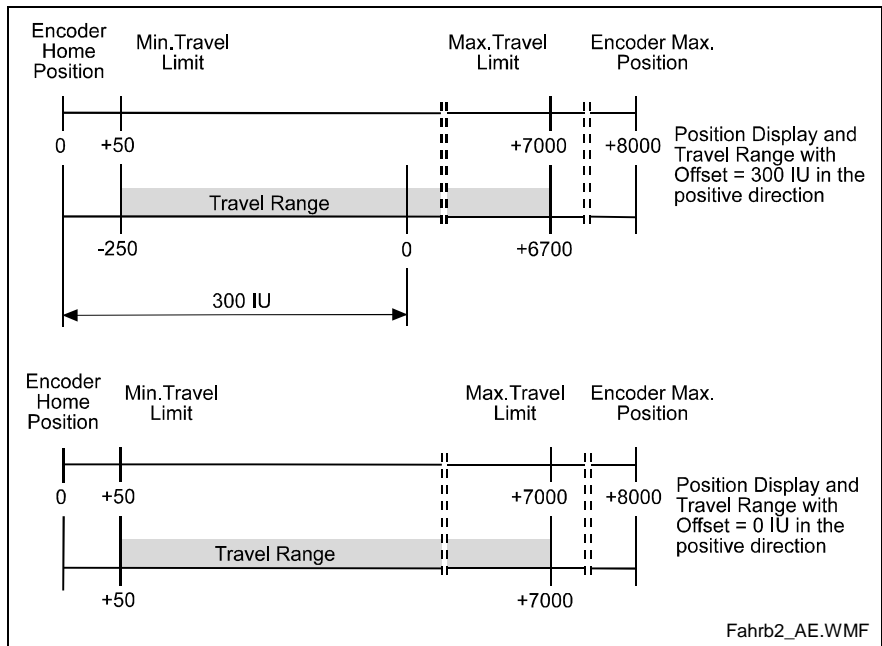 Encoder
Home
Position
Min.Travel
Limit
Max.Travel
Limit
Encoder Max.
Position
0
+50
+7000
+8000
Position Display and
Travel Range with
Offset = 300 IU in the
positive direction
Travel Range
-250
0
+6700
300 IU
Encoder
Home
Position
Min.Travel
Limit
Max.Travel
Limit
Encoder Max.
Position
0
+50
+7000
+8000
Position Display and
Travel Range with
Offset = 0 IU in the
positive direction
Travel Range
+50
+7000
Fahrb2_AE.WMF